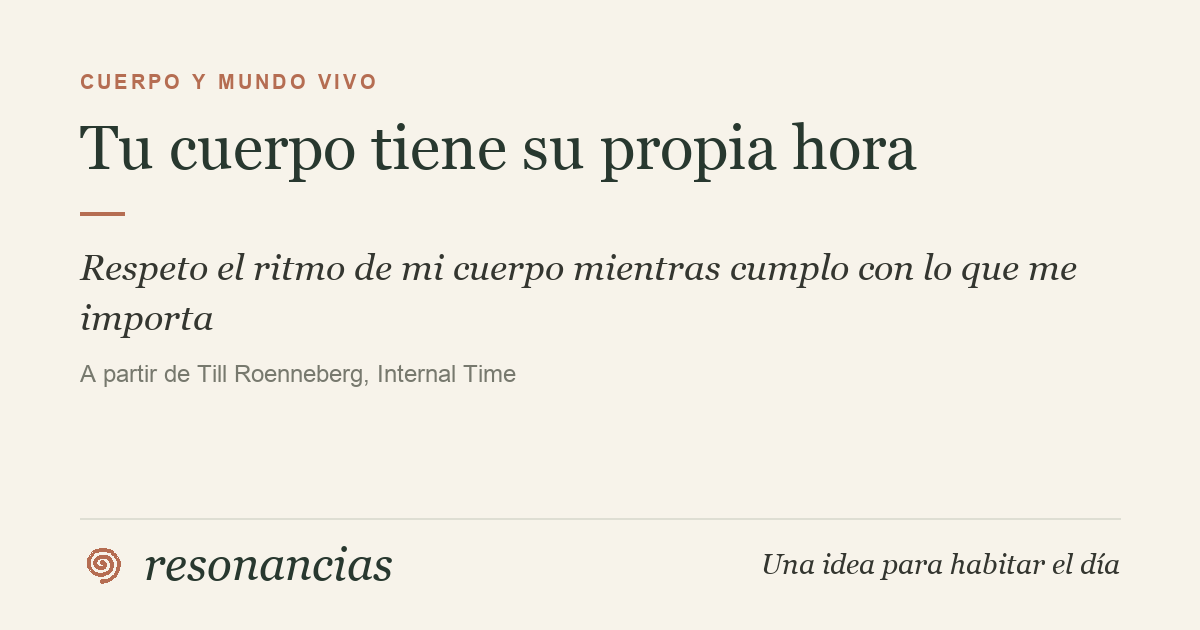 CUERPO Y MUNDO VIVO
Tu cuerpo tiene su propia hora
Respeto el ritmo de mi cuerpo mientras cumplo con lo que me
importa
A partir de Till Roenneberg, Internal Time
resonancias
Una idea para habitar el día